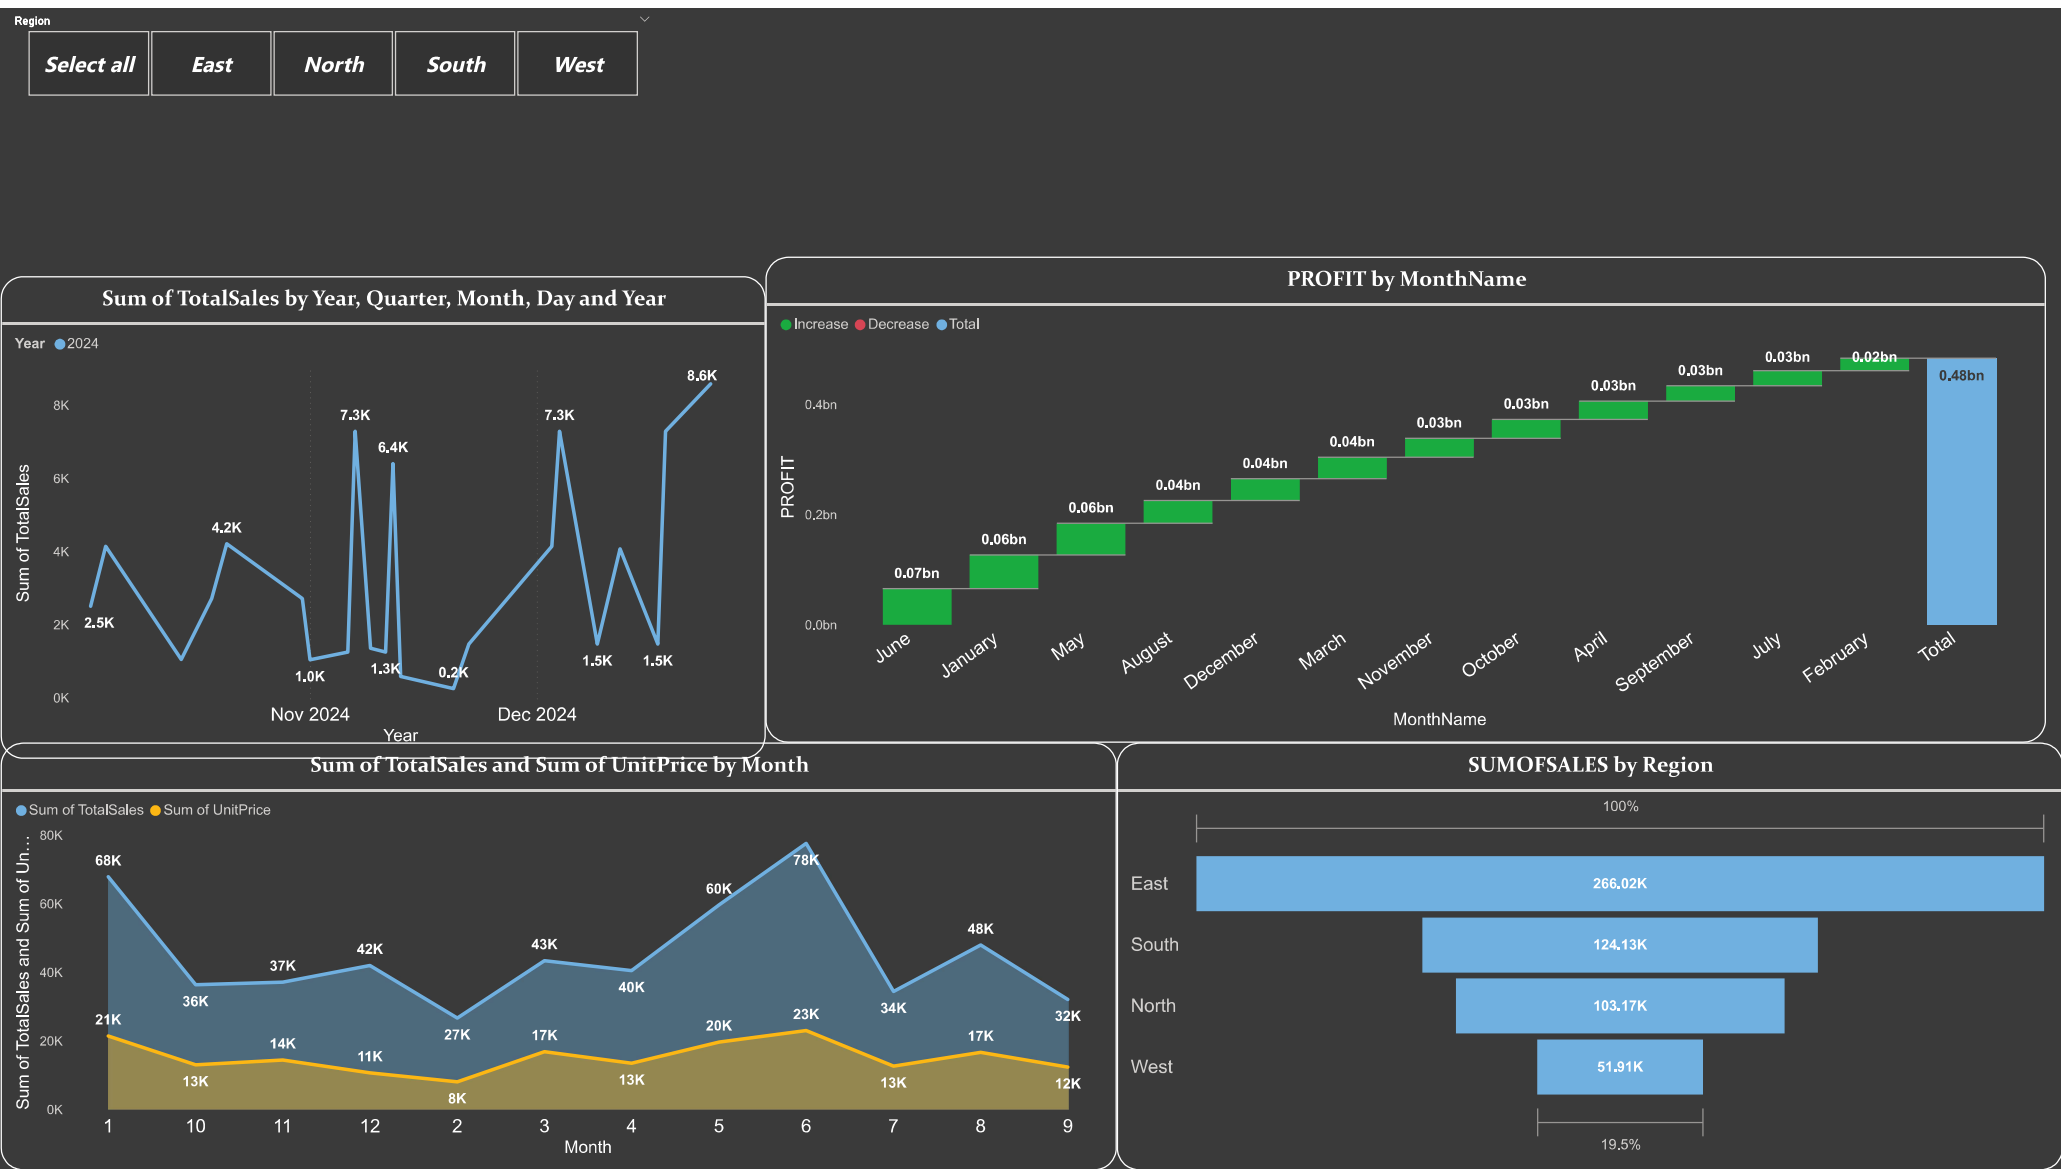 Region
Select all East North South West
Sum of TotalSales by Year, Quarter, Month, Day and Year
Year 2024
Sum of TotalSales
8K
6K
4K
2K
0K
2.5K
4.2K
1.0K
7.3K
1.3K
6.4K
0.2K
7.3K
1.5K
1.5K
8.6K
Nov 2024 Dec 2024
Year
PROFIT by MonthName
Increase Decrease Total
PROFIT
0.4bn
0.2bn
0.0bn
0.07bn
0.06bn
0.06bn
0.04bn
0.04bn
0.04bn
0.03bn
0.03bn
0.03bn
0.03bn
0.03bn
0.02bn
0.48bn
June January May August December March November October April September July February Total
MonthName
Sum of TotalSales and Sum of UnitPrice by Month
Sum of TotalSales Sum of UnitPrice
Sum of TotalSales and Sum of Un...
80K
60K
40K
20K
0K
68K 36K 37K 42K 27K 43K 40K 60K 78K 34K 48K 32K
21K 13K 14K 11K 8K 17K 13K 20K 23K 13K 17K 12K
1 10 11 12 2 3 4 5 6 7 8 9
Month
SUMOFSALES by Region
100%
East 266.02K
South 124.13K
North 103.17K
West 51.91K
19.5%